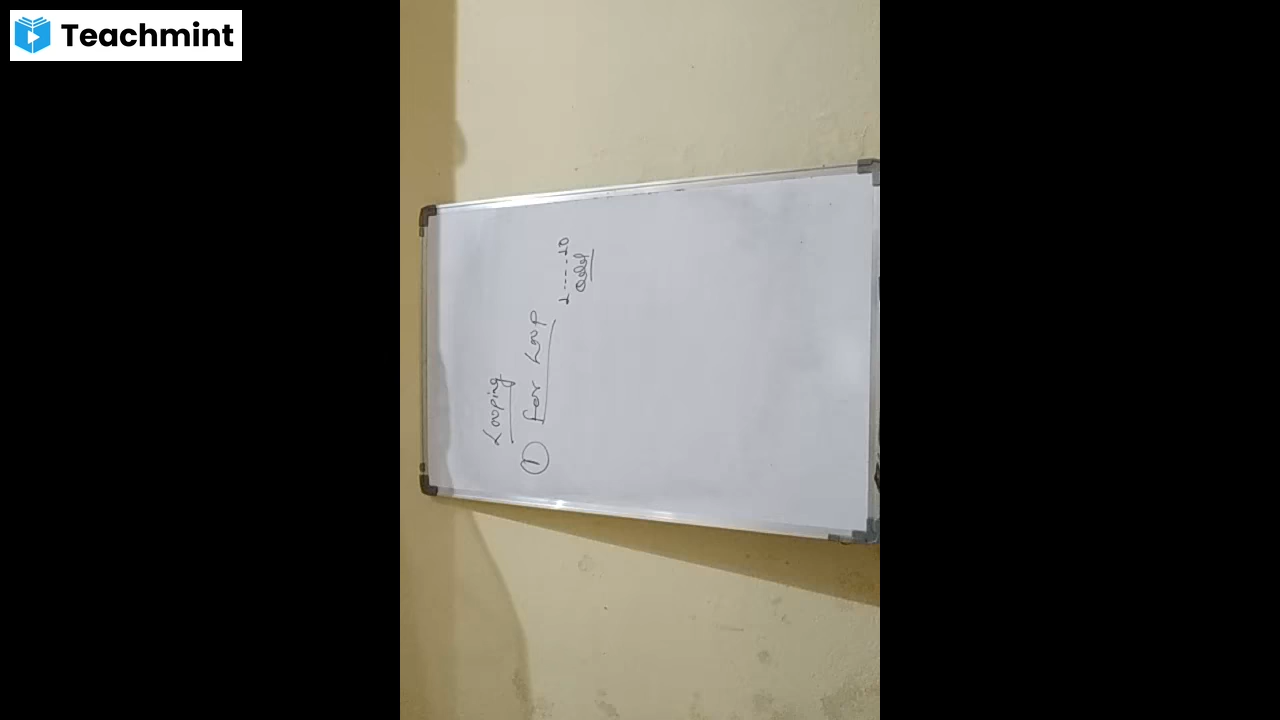 Teachmint
Looping
① for Loop
1----10
Odd